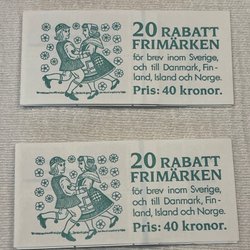 20 RABATT
FRIMÄRKEN
för brev inom Sverige,
och till Danmark, Fin-
land, Island och Norge.
Pris: 40 kronor.
20 RABATT
FRIMÄRKEN
för brev inom Sverige,
och till Danmark, Fin-
land, Island och Norge.
Pris: 40 kronor.